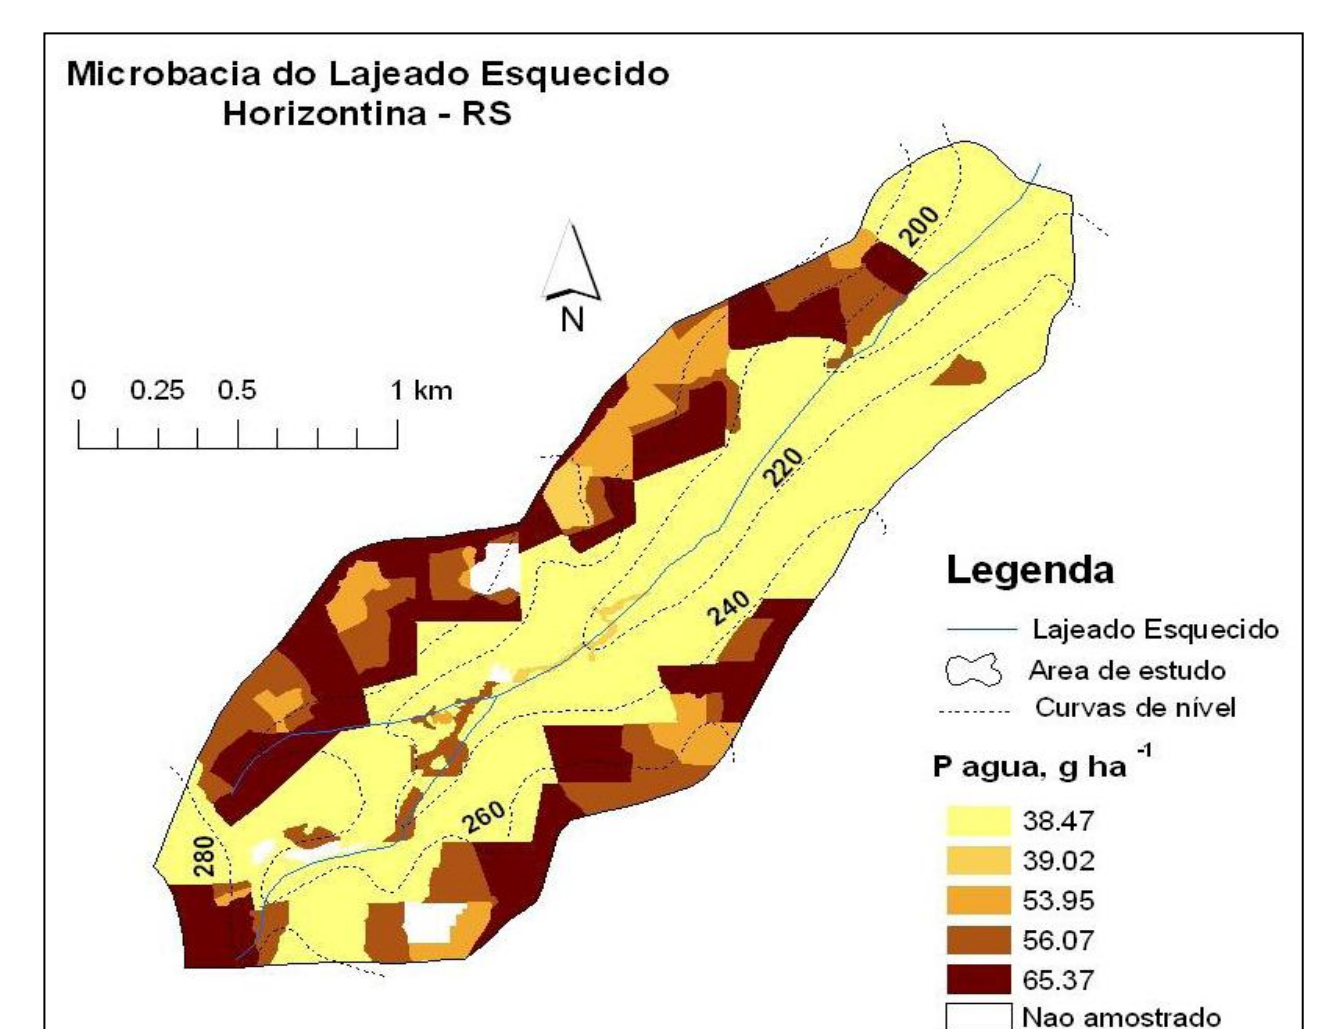 Microbacia do Lajeado Esquecido
Horizontina - RS
200
N
0 0.25 0.5 1 km
220
240
260
280
Legenda
Lajeado Esquecido
Area de estudo
Curvas de nível
P agua, g ha -1
38.47
39.02
53.95
56.07
65.37
Nao amostrado